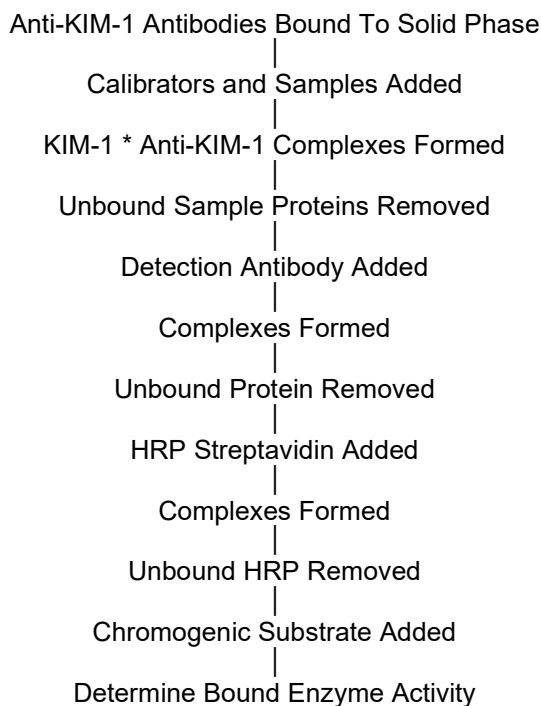 Anti-KIM-1 Antibodies Bound To Solid Phase
Calibrators and Samples Added
KIM-1 * Anti-KIM-1 Complexes Formed
Unbound Sample Proteins Removed
Detection Antibody Added
Complexes Formed
Unbound Protein Removed
HRP Streptavidin Added
Complexes Formed
Unbound HRP Removed
Chromogenic Substrate Added
Determine Bound Enzyme Activity